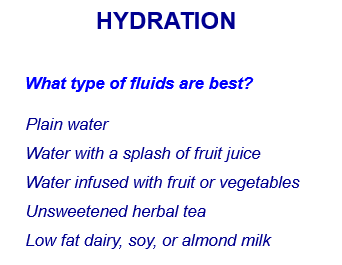 HYDRATION
What type of fluids are best?
Plain water
Water with a splash of fruit juice
Water infused with fruit or vegetables
Unsweetened herbal tea
Low fat dairy, soy, or almond milk